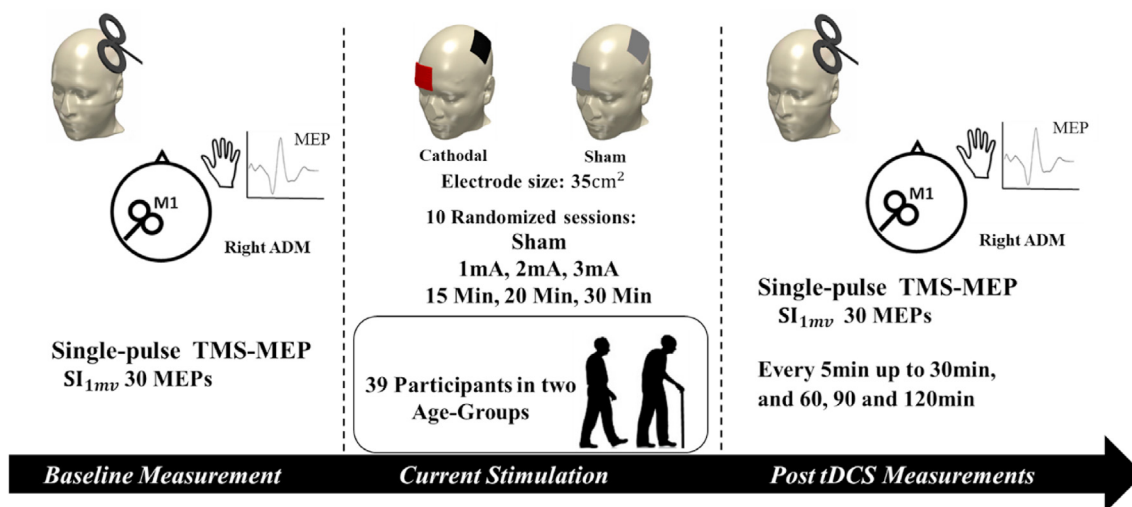 MEP
M1
Right ADM
Single-pulse TMS-MEP
SI1mv 30 MEPs
Cathodal
Sham
Electrode size: 35cm²
10 Randomized sessions:
Sham
1mA, 2mA, 3mA
15 Min, 20 Min, 30 Min
39 Participants in two
Age-Groups
MEP
M1
Right ADM
Single-pulse TMS-MEP
SI1mv 30 MEPs
Every 5min up to 30min,
and 60, 90 and 120min
Baseline Measurement
Current Stimulation
Post tDCS Measurements